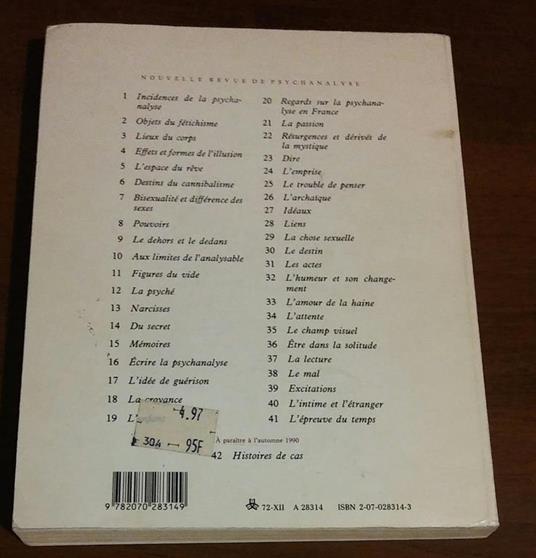 NOUVELLE REVUE DE PSYCHANALYSE
1 Incidences de la psycha-
nalyse
2 Objets du fétichisme
3 Lieux du corps
4 Effets et formes de l'illusion
5 L'espace du rêve
6 Destins du cannibalisme
7 Bisexualité et différence des
sexes
8 Pouvoirs
9 Le dehors et le dedans
10 Aux limites de l'analysable
11 Figures du vide
12 La psyché
13 Narcisses
14 Du secret
15 Mémoires
16 Écrire la psychanalyse
17 L'idée de guérison
18 La croyance
19
20 Regards sur la psychana-
lyse en France
21 La passion
22 Résurgences et dérivés de
la mystique
23 Dire
24 L'emprise
25 Le trouble de penser
26 L'archaïque
27 Idéaux
28 Liens
29 La chose sexuelle
30 Le destin
31 Les actes
32 L'humeur et son change-
ment
33 L'amour de la haine
34 L'attente
35 Le champ visuel
36 Être dans la solitude
37 La lecture
38 Le mal
39 Excitations
40 L'intime et l'étranger
41 L'épreuve du temps
À paraître à l'automne 1990
42 Histoires de cas
4.97
304 — 95F
9 782070 283149
72-XII A 28314 ISBN 2-07-028314-3